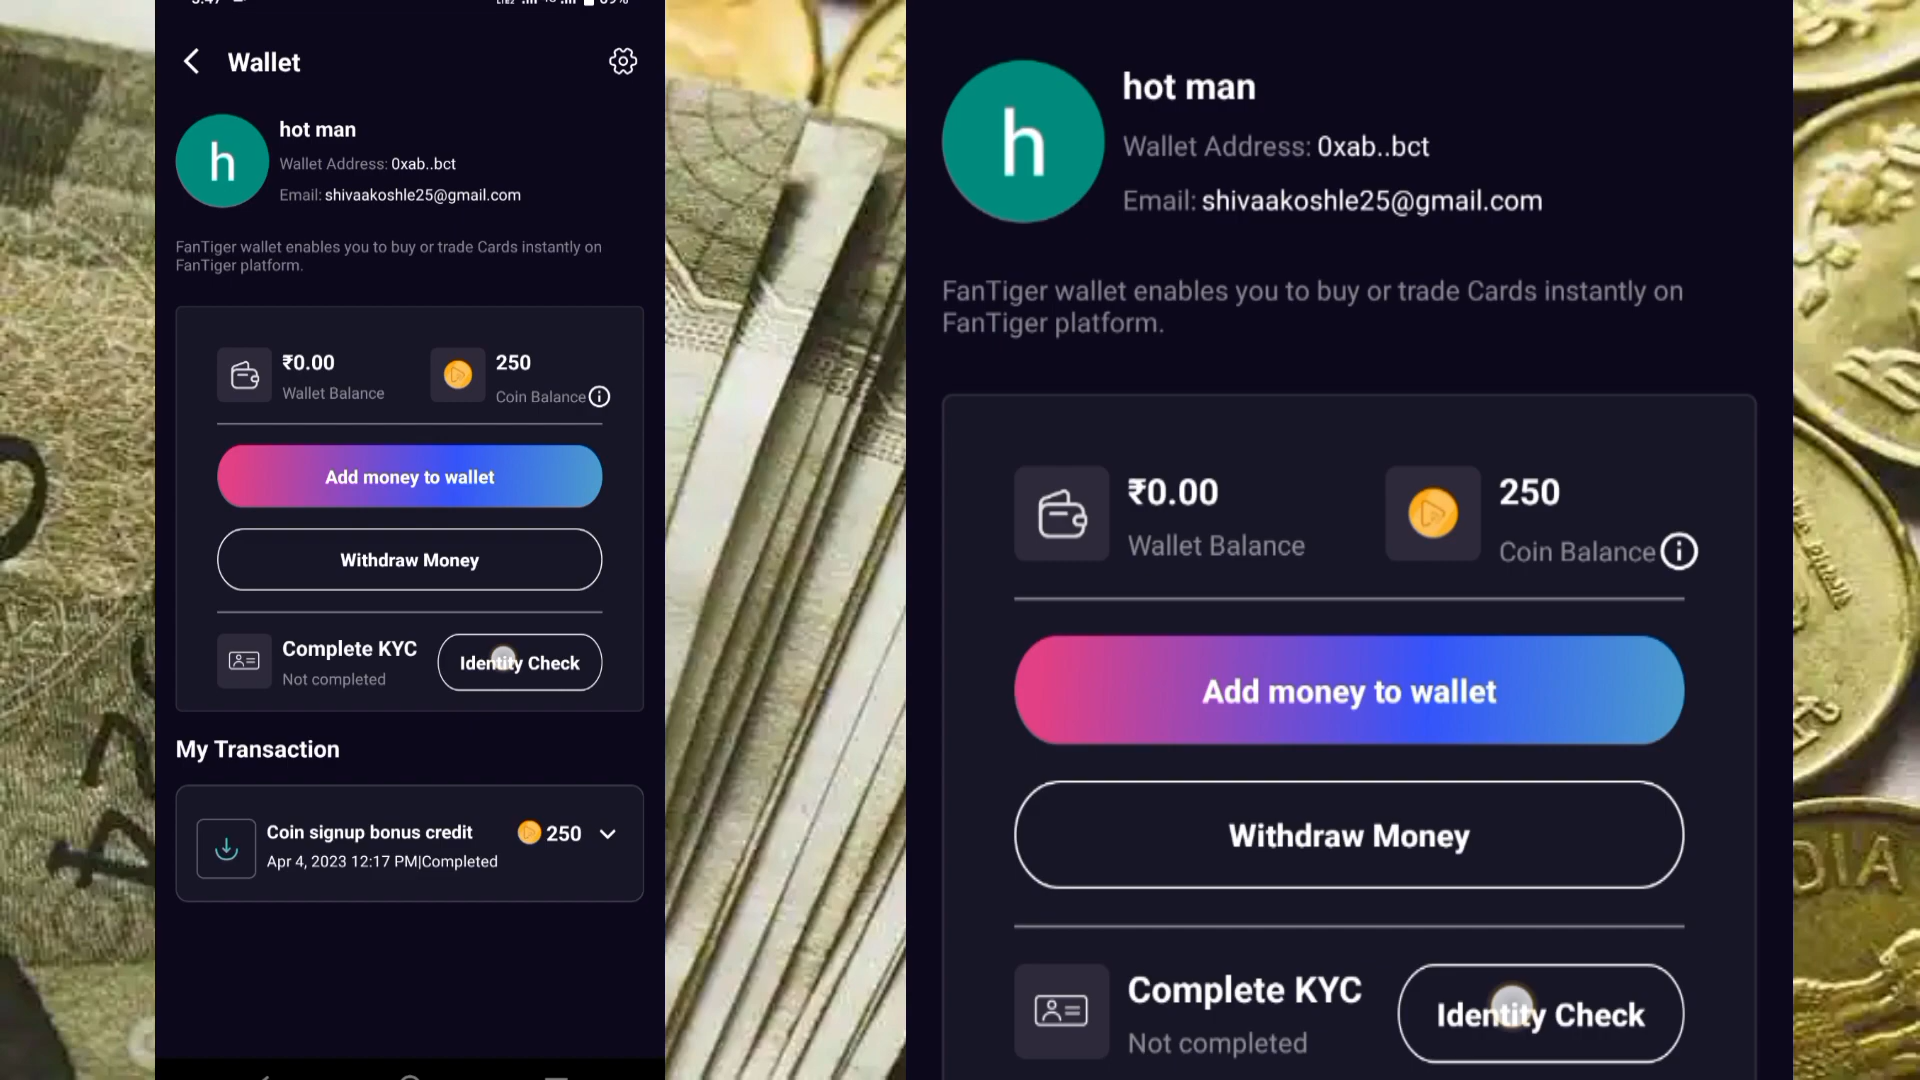 Wallet
hot man
Wallet Address: 0xab..bct
Email: shivaakoshle25@gmail.com
FanTiger wallet enables you to buy or trade Cards instantly on
FanTiger platform.
₹0.00
Wallet Balance
250
Coin Balance
Add money to wallet
Withdraw Money
Complete KYC
Not completed
Identity Check
My Transaction
Coin signup bonus credit
250
Apr 4, 2023 12:17 PM|Completed
hot man
Wallet Address: 0xab..bct
Email: shivaakoshle25@gmail.com
FanTiger wallet enables you to buy or trade Cards instantly on
FanTiger platform.
₹0.00
Wallet Balance
250
Coin Balance
Add money to wallet
Withdraw Money
Complete KYC
Not completed
Identity Check